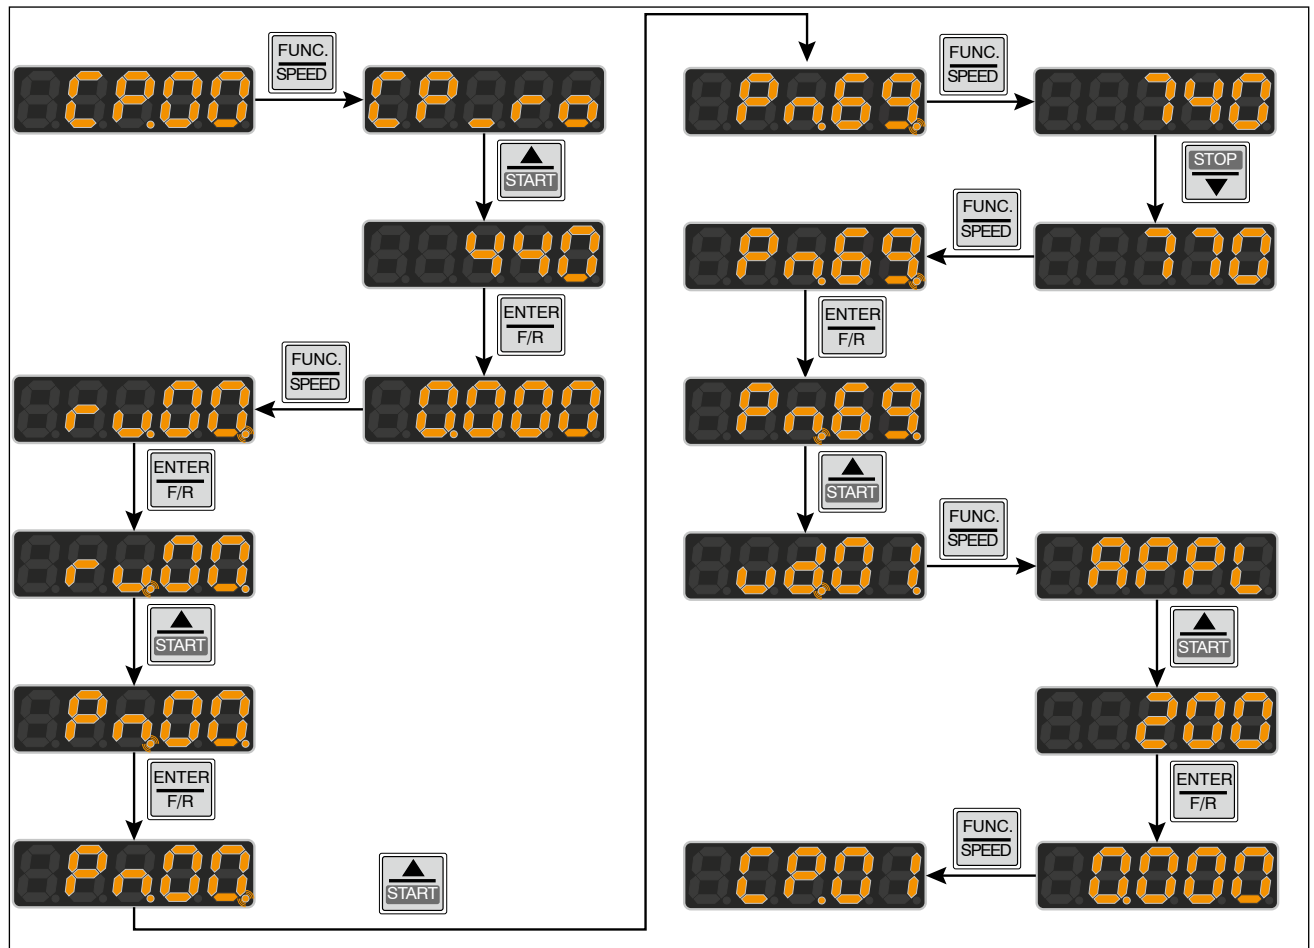 CP.00
FUNC.
SPEED
CP_ro
▲
START
440
ENTER
F/R
0.000
FUNC.
SPEED
ru.00.
ENTER
F/R
ru.00.
▲
START
Pn.00.
ENTER
F/R
Pn.00.
▲
START
Pn.69.
FUNC.
SPEED
740
STOP
▼
770
FUNC.
SPEED
Pn.69.
ENTER
F/R
Pn.69.
▲
START
ud.01.
FUNC.
SPEED
APPL
▲
START
200
ENTER
F/R
0.000
FUNC.
SPEED
CP.01